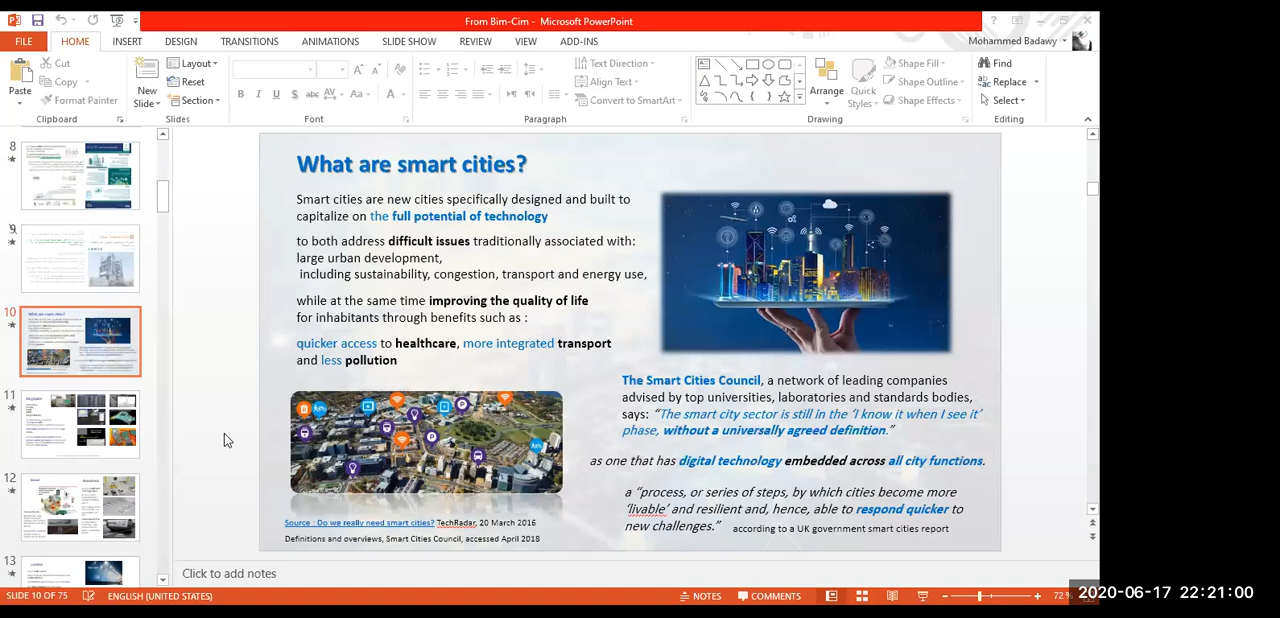 From Bim-Cim - Microsoft PowerPoint
FILE HOME INSERT DESIGN TRANSITIONS ANIMATIONS SLIDE SHOW REVIEW VIEW ADD-INS
Mohammed Badawy
Paste
Cut
Copy
Format Painter
Clipboard
New
Slide
Layout
Reset
Section
Slides
Font
Text Direction
Align Text
Convert to SmartArt
Paragraph
Arrange
Quick
Styles
Shape Fill
Shape Outline
Shape Effects
Drawing
Find
Replace
Select
Editing
8
9
10
11
12
13
What are smart cities?
Smart cities are new cities specifically designed and built to
capitalize on the full potential of technology
to both address difficult issues traditionally associated with:
large urban development,
including sustainability, congestion, transport and energy use,
while at the same time improving the quality of life
for inhabitants through benefits such as :
quicker access to healthcare, more integrated transport
and less pollution
The Smart Cities Council, a network of leading companies
advised by top universities, laboratories and standards bodies,
says: “The smart city sector is still in the ‘I know it when I see it’
phase, without a universally agreed definition.”
as one that has digital technology embedded across all city functions.
a “process, or series of steps, by which cities become more
‘livable’ and resilient and, hence, able to respond quicker to
new challenges.
UK government smart cities report
Source : Do we really need smart cities? TechRadar, 20 March 2016
Definitions and overviews, Smart Cities Council, accessed April 2018
Click to add notes
SLIDE 10 OF 75 ENGLISH (UNITED STATES) NOTES COMMENTS 72%
2020-06-17 22:21:00